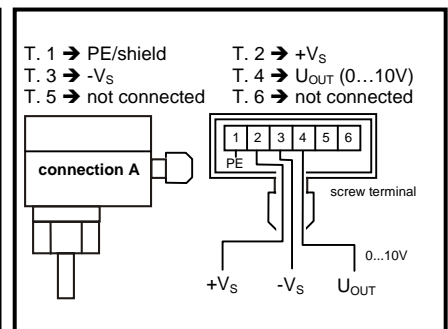 T. 1 ➔ PE/shield T. 2 ➔ +VS
T. 3 ➔ -VS T. 4 ➔ UOUT (0…10V)
T. 5 ➔ not connected T. 6 ➔ not connected
1 2 3 4 5 6
PE
connection A
screw terminal
0...10V
+VS -VS UOUT